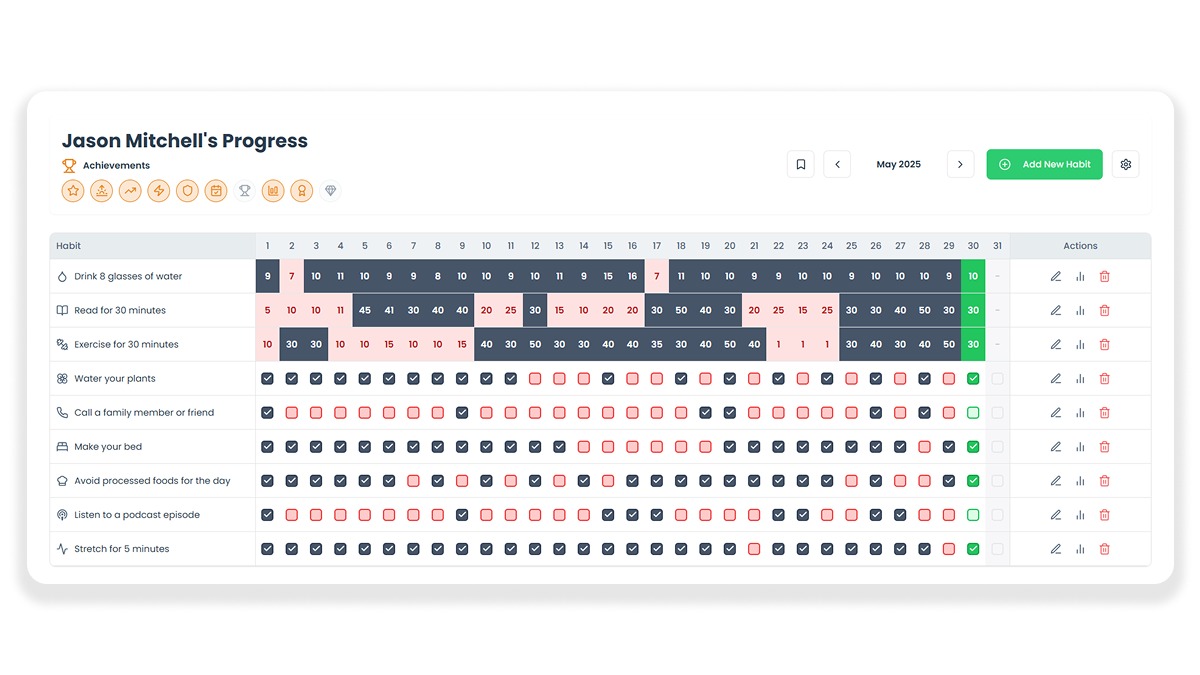 Jason Mitchell's Progress
Achievements
May 2025
Add New Habit
Habit 1 2 3 4 5 6 7 8 9 10 11 12 13 14 15 16 17 18 19 20 21 22 23 24 25 26 27 28 29 30 31 Actions
Drink 8 glasses of water 9 7 10 11 10 9 9 8 10 10 9 10 11 9 15 16 7 11 10 10 9 9 10 10 9 10 10 10 9 10 -
Read for 30 minutes 5 10 10 11 45 41 30 40 40 20 25 30 15 10 20 20 30 50 40 30 20 25 15 25 30 30 40 50 30 30 -
Exercise for 30 minutes 10 30 30 10 10 15 10 10 15 40 30 50 30 30 40 40 35 30 40 50 40 1 1 1 30 40 30 40 50 30 -
Water your plants
Call a family member or friend
Make your bed
Avoid processed foods for the day
Listen to a podcast episode
Stretch for 5 minutes